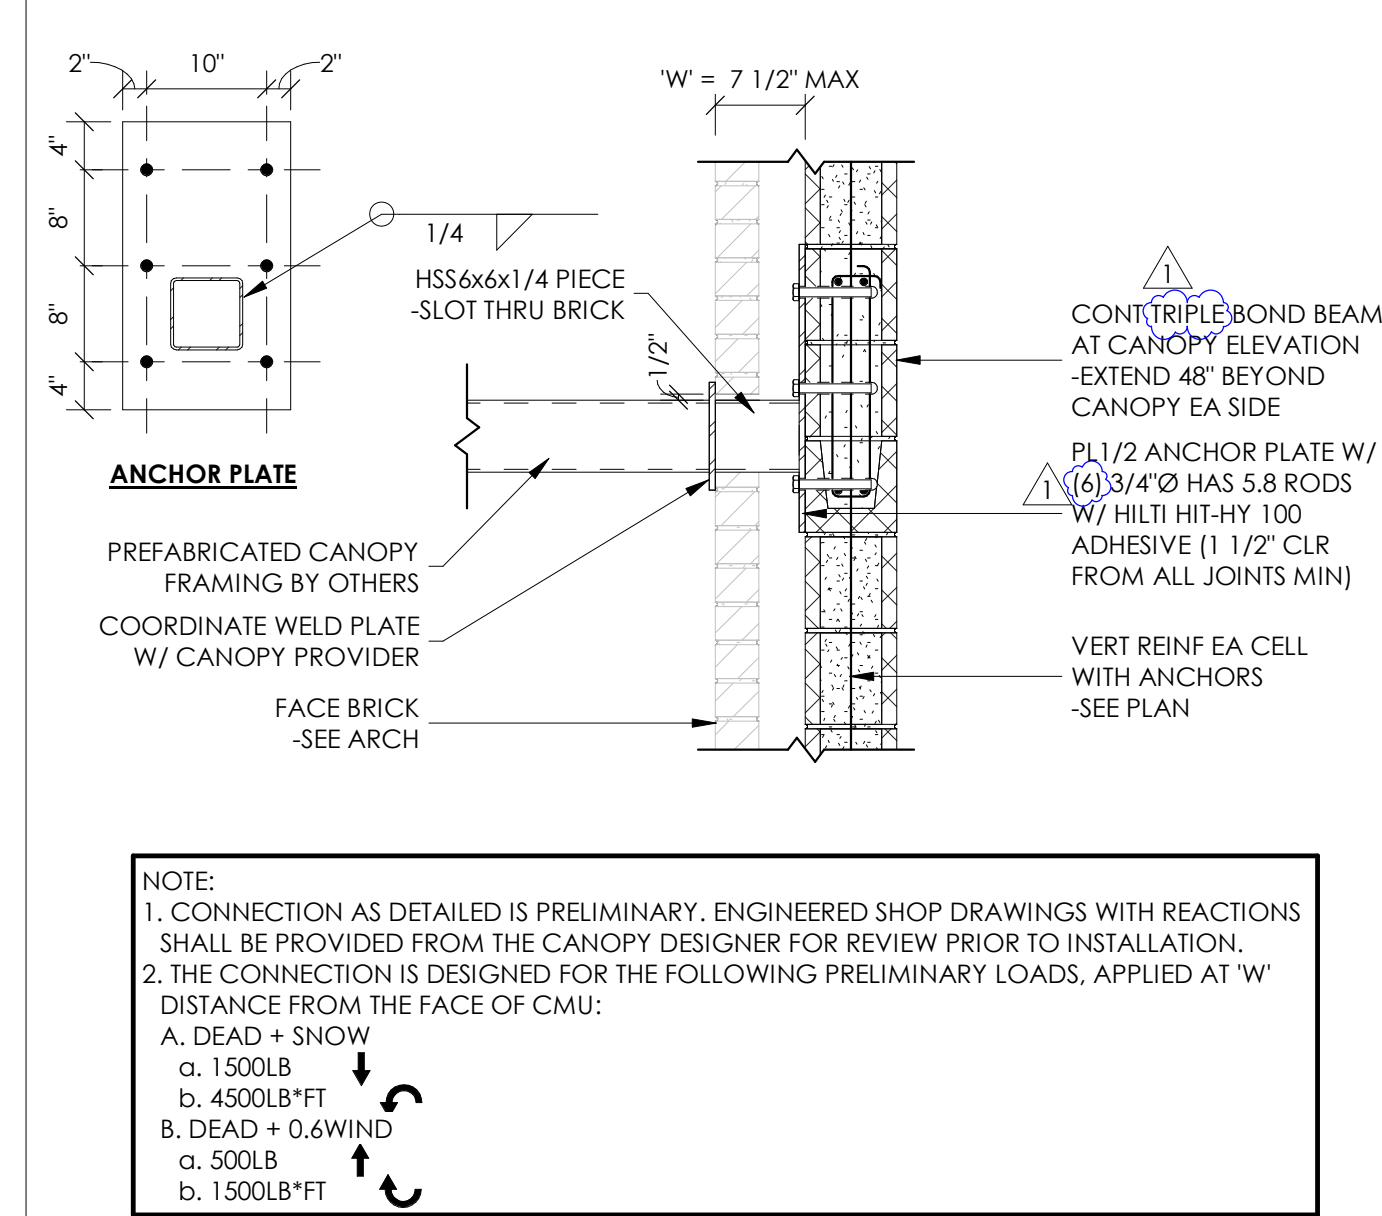 2"
10"
2"
4"
8"
8"
4"
1/4
ANCHOR PLATE
'W' = 7 1/2" MAX
HSS6x6x1/4 PIECE
-SLOT THRU BRICK
1/2"
PREFABRICATED CANOPY
FRAMING BY OTHERS
COORDINATE WELD PLATE
W/ CANOPY PROVIDER
FACE BRICK
-SEE ARCH
1
CONT TRIPLE BOND BEAM
AT CANOPY ELEVATION
-EXTEND 48" BEYOND
CANOPY EA SIDE
PL1/2 ANCHOR PLATE W/
1
(6) 3/4"Ø HAS 5.8 RODS
W/ HILTI HIT-HY 100
ADHESIVE (1 1/2" CLR
FROM ALL JOINTS MIN)
VERT REINF EA CELL
WITH ANCHORS
-SEE PLAN
NOTE:
1. CONNECTION AS DETAILED IS PRELIMINARY. ENGINEERED SHOP DRAWINGS WITH REACTIONS
SHALL BE PROVIDED FROM THE CANOPY DESIGNER FOR REVIEW PRIOR TO INSTALLATION.
2. THE CONNECTION IS DESIGNED FOR THE FOLLOWING PRELIMINARY LOADS, APPLIED AT 'W'
DISTANCE FROM THE FACE OF CMU:
A. DEAD + SNOW
a. 1500LB
b. 4500LB*FT
B. DEAD + 0.6WIND
a. 500LB
b. 1500LB*FT